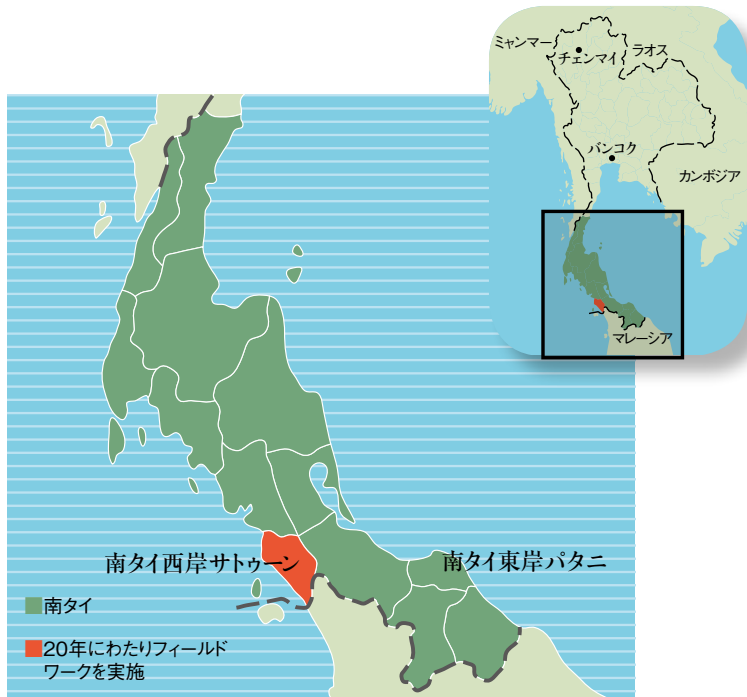 ミャンマー
ラオス
チェンマイ
バンコク
カンボジア
マレーシア
南タイ西岸サトゥーン
南タイ東岸パタニ
南タイ
20年にわたりフィールド
ワークを実施